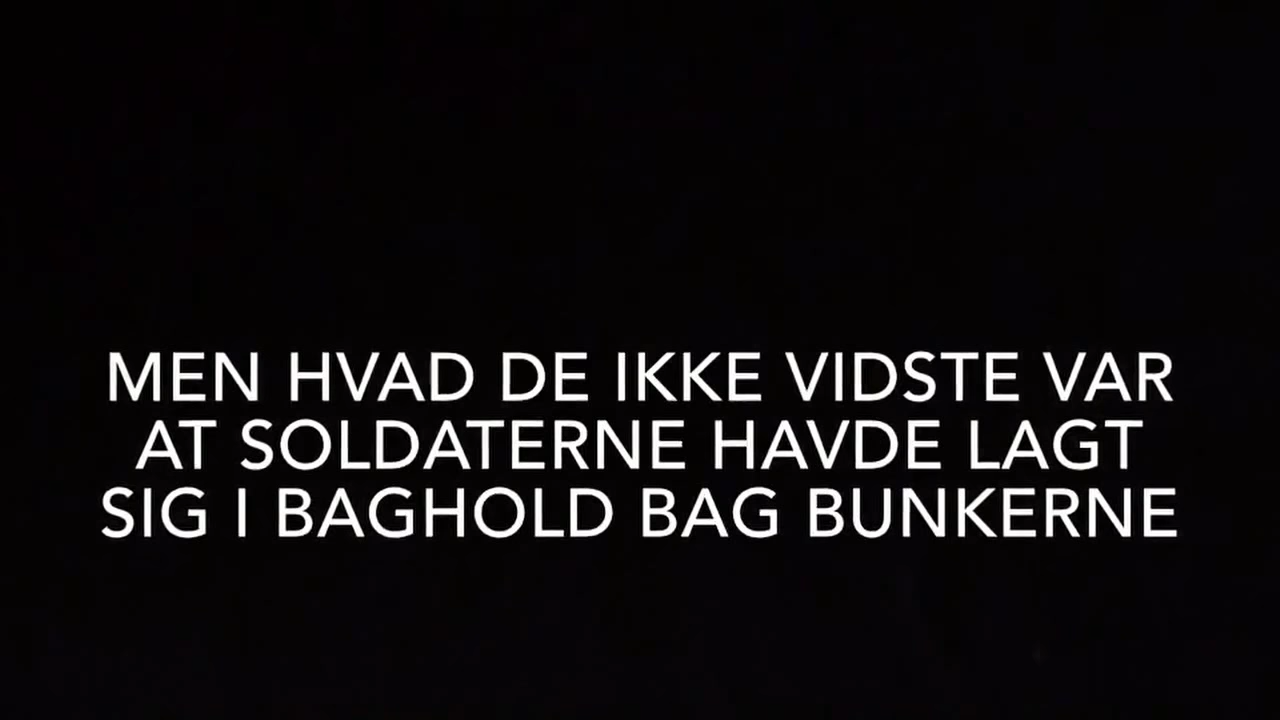 MEN HVAD DE IKKE VIDSTE VAR
AT SOLDATERNE HAVDE LAGT
SIG I BAGHOLD BAG BUNKERNE